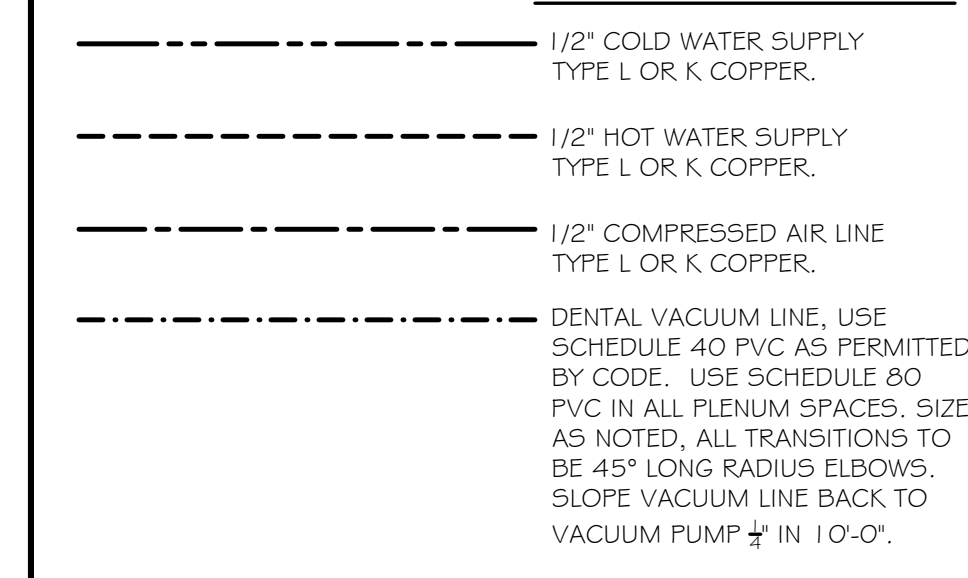 1/2" COLD WATER SUPPLY
TYPE L OR K COPPER.
1/2" HOT WATER SUPPLY
TYPE L OR K COPPER.
1/2" COMPRESSED AIR LINE
TYPE L OR K COPPER.
DENTAL VACUUM LINE, USE
SCHEDULE 40 PVC AS PERMITTED
BY CODE. USE SCHEDULE 80
PVC IN ALL PLENUM SPACES. SIZE
AS NOTED, ALL TRANSITIONS TO
BE 45° LONG RADIUS ELBOWS.
SLOPE VACUUM LINE BACK TO
VACUUM PUMP 1/4" IN 10'-0".